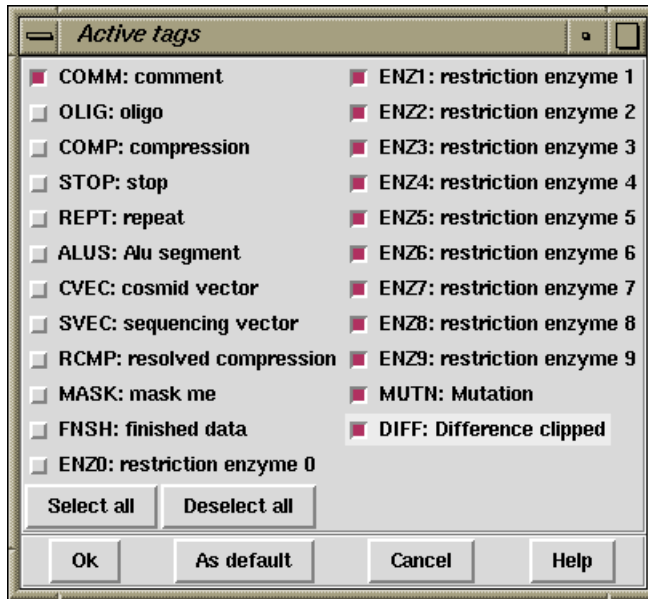 Active tags
COMM: comment
OLIG: oligo
COMP: compression
STOP: stop
REPT: repeat
ALUS: Alu segment
CVEC: cosmid vector
SVEC: sequencing vector
RCMP: resolved compression
MASK: mask me
FNSH: finished data
ENZ0: restriction enzyme 0
ENZ1: restriction enzyme 1
ENZ2: restriction enzyme 2
ENZ3: restriction enzyme 3
ENZ4: restriction enzyme 4
ENZ5: restriction enzyme 5
ENZ6: restriction enzyme 6
ENZ7: restriction enzyme 7
ENZ8: restriction enzyme 8
ENZ9: restriction enzyme 9
MUTN: Mutation
DIFF: Difference clipped
Select all Deselect all
Ok As default Cancel Help